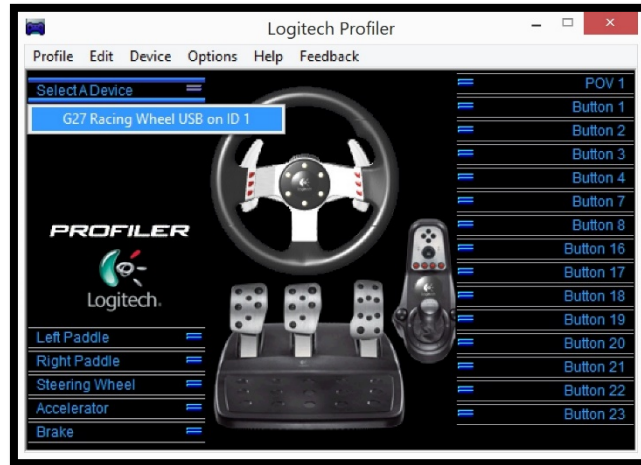 Logitech Profiler
Profile Edit Device Options Help Feedback
Select A Device
G27 Racing Wheel USB on ID 1
PROFILER
Logitech
Left Paddle
Right Paddle
Steering Wheel
Accelerator
Brake
POV 1
Button 1
Button 2
Button 3
Button 4
Button 7
Button 8
Button 16
Button 17
Button 18
Button 19
Button 20
Button 21
Button 22
Button 23